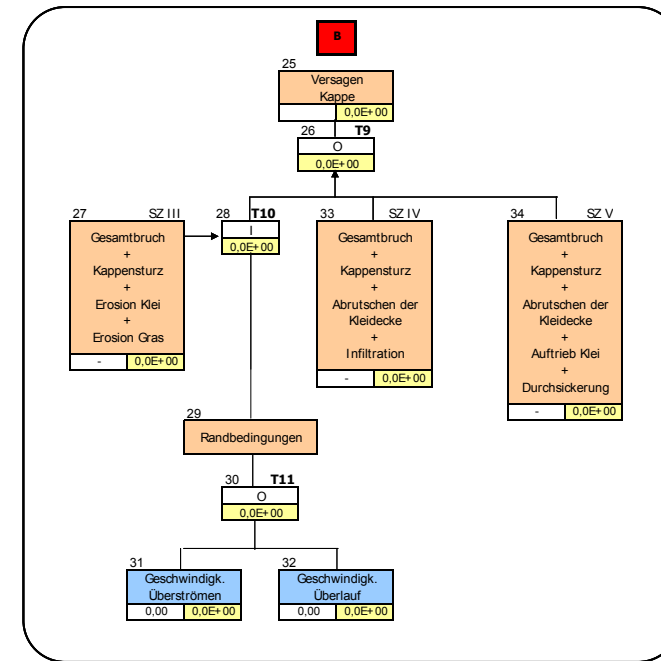 B
25
Versagen
Kappe
0,0E+00
26 T9
O
0,0E+00
27 SZ III
Gesamtbruch
+
Kappensturz
+
Erosion Klei
+
Erosion Gras
- 0,0E+00
28 T10
I
0,0E+00
33 SZ IV
Gesamtbruch
+
Kappensturz
+
Abrutschen der
Kleidecke
+
Infiltration
- 0,0E+00
34 SZ V
Gesamtbruch
+
Kappensturz
+
Abrutschen der
Kleidecke
+
Auftrieb Klei
+
Durchsickerung
- 0,0E+00
29
Randbedingungen
30 T11
O
0,0E+00
31
Geschwindigk.
Überströmen
0,00 0,0E+00
32
Geschwindigk.
Überlauf
0,00 0,0E+00